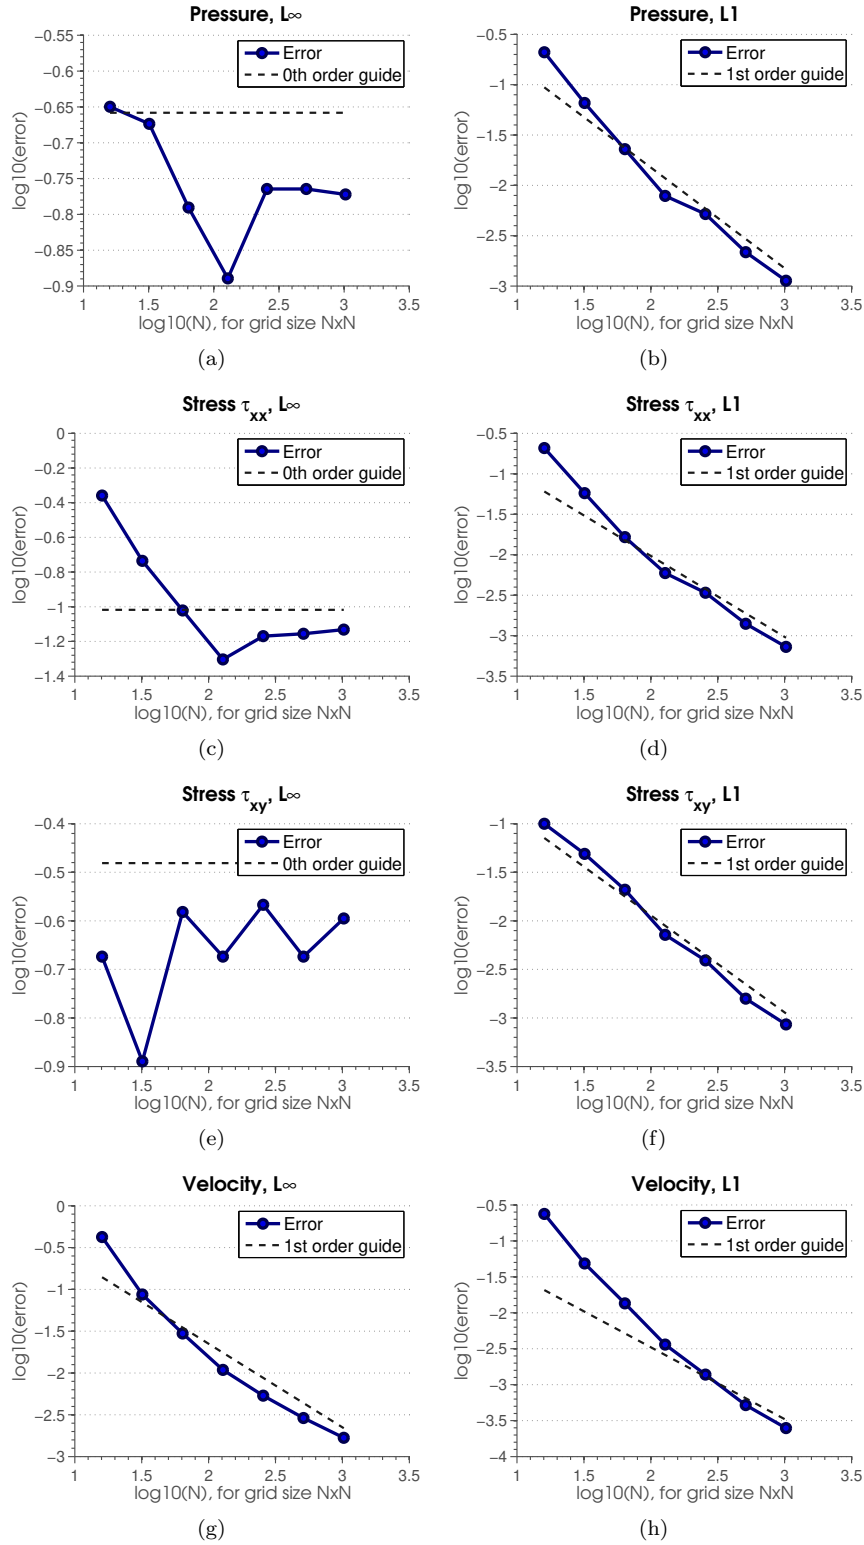 Pressure, L∞
−0.55
−0.6
−0.65
−0.7
−0.75
−0.8
−0.85
−0.9
log10(error)
Error
0th order guide
1 1.5 2 2.5 3 3.5
log10(N), for grid size NxN
(a)
Pressure, L1
−0.5
−1
−1.5
−2
−2.5
−3
log10(error)
Error
1st order guide
1 1.5 2 2.5 3 3.5
log10(N), for grid size NxN
(b)
Stress τxx, L∞
0
−0.2
−0.4
−0.6
−0.8
−1
−1.2
−1.4
log10(error)
Error
0th order guide
1 1.5 2 2.5 3 3.5
log10(N), for grid size NxN
(c)
Stress τxx, L1
−0.5
−1
−1.5
−2
−2.5
−3
−3.5
log10(error)
Error
1st order guide
1 1.5 2 2.5 3 3.5
log10(N), for grid size NxN
(d)
Stress τxy, L∞
−0.4
−0.5
−0.6
−0.7
−0.8
−0.9
log10(error)
Error
0th order guide
1 1.5 2 2.5 3 3.5
log10(N), for grid size NxN
(e)
Stress τxy, L1
−1
−1.5
−2
−2.5
−3
−3.5
log10(error)
Error
1st order guide
1 1.5 2 2.5 3 3.5
log10(N), for grid size NxN
(f)
Velocity, L∞
0
−0.5
−1
−1.5
−2
−2.5
−3
log10(error)
Error
1st order guide
1 1.5 2 2.5 3 3.5
log10(N), for grid size NxN
(g)
Velocity, L1
−0.5
−1
−1.5
−2
−2.5
−3
−3.5
−4
log10(error)
Error
1st order guide
1 1.5 2 2.5 3 3.5
log10(N), for grid size NxN
(h)